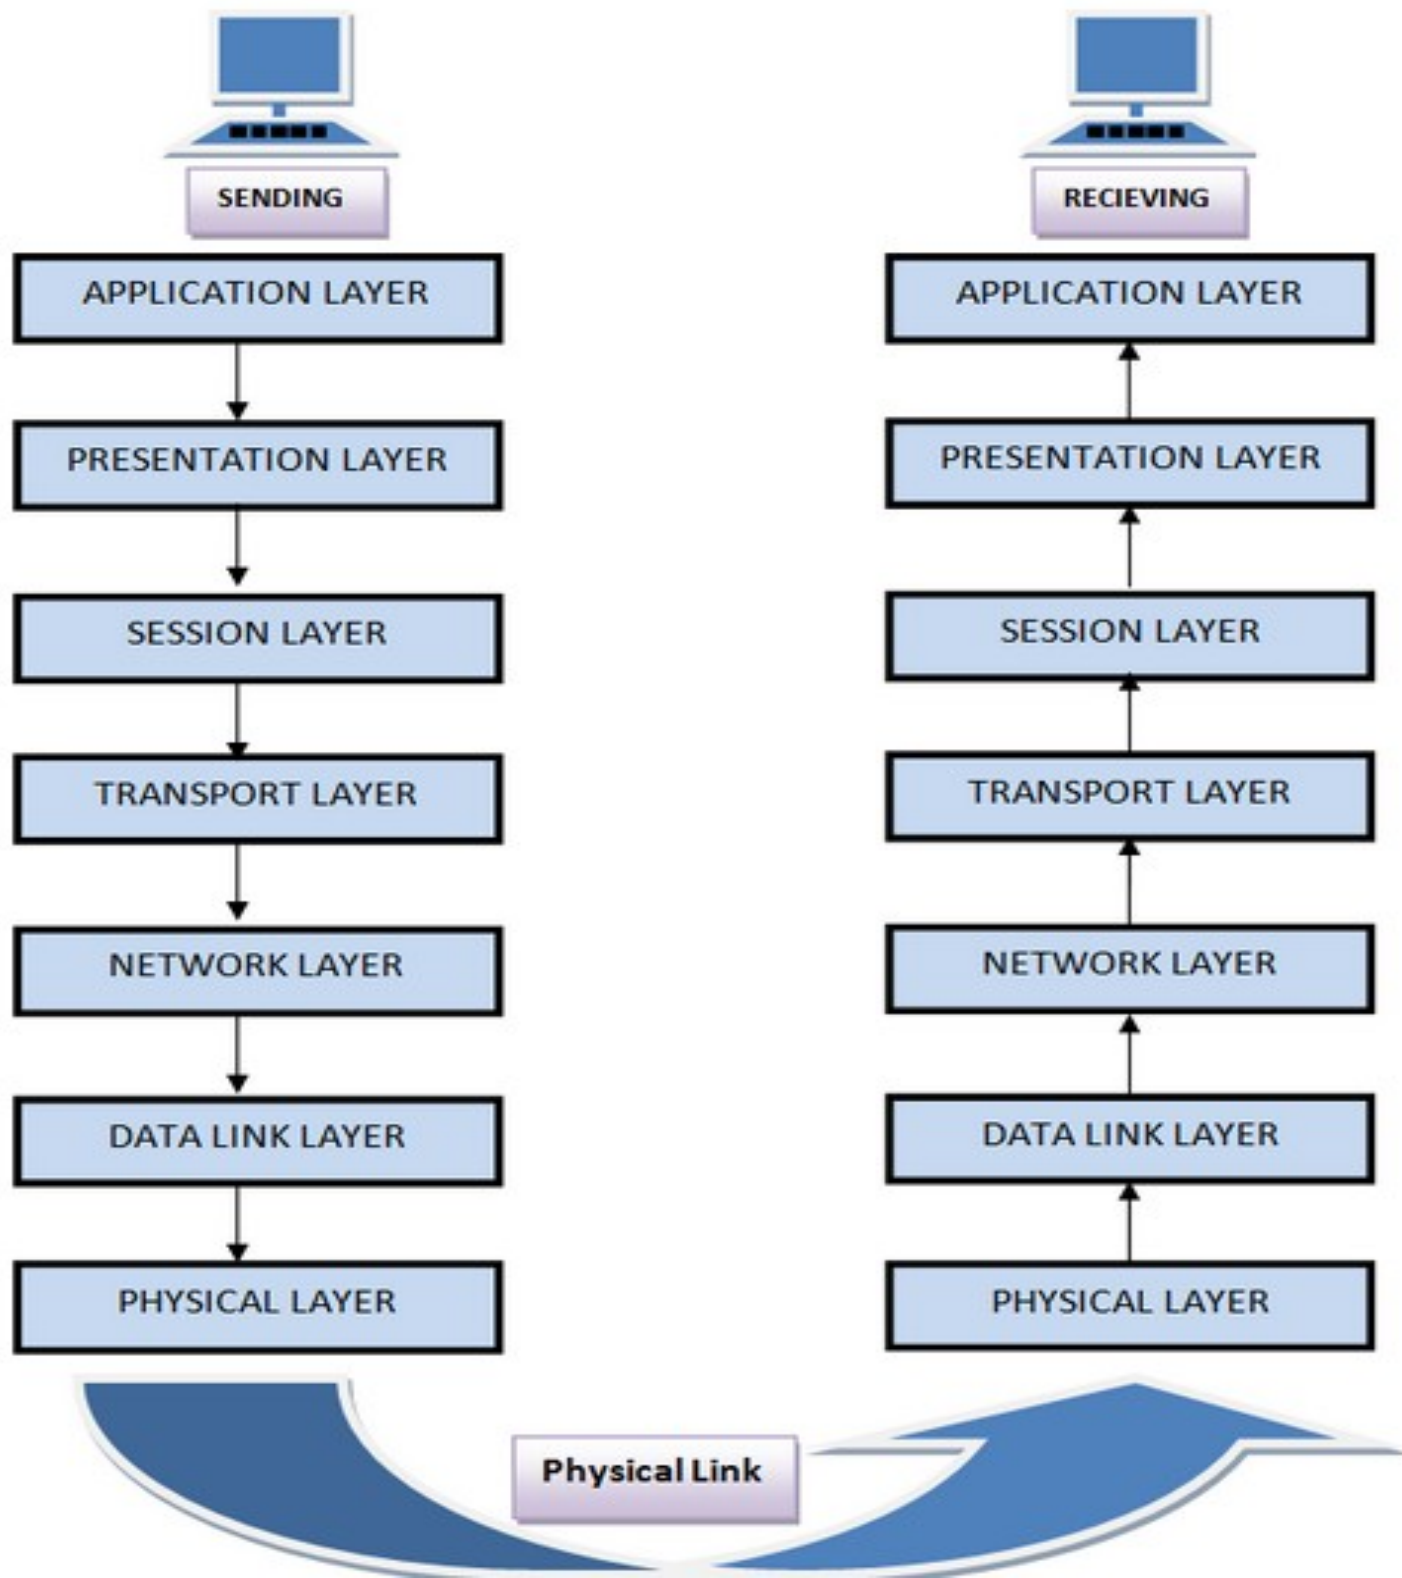 SENDING
APPLICATION LAYER
PRESENTATION LAYER
SESSION LAYER
TRANSPORT LAYER
NETWORK LAYER
DATA LINK LAYER
PHYSICAL LAYER
RECIEVING
APPLICATION LAYER
PRESENTATION LAYER
SESSION LAYER
TRANSPORT LAYER
NETWORK LAYER
DATA LINK LAYER
PHYSICAL LAYER
Physical Link